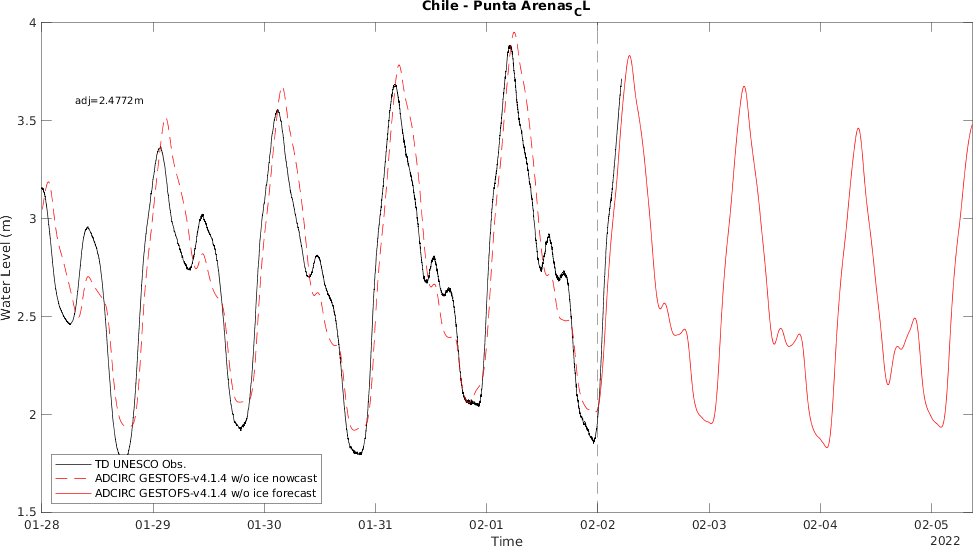 Chile - Punta Arenas_CL
4
3.5
3
2.5
2
1.5
Water Level (m)
adj=2.4772m
TD UNESCO Obs.
ADCIRC GESTOFS-v4.1.4 w/o ice nowcast
ADCIRC GESTOFS-v4.1.4 w/o ice forecast
01-28 01-29 01-30 01-31 02-01 02-02 02-03 02-04 02-05
Time
2022